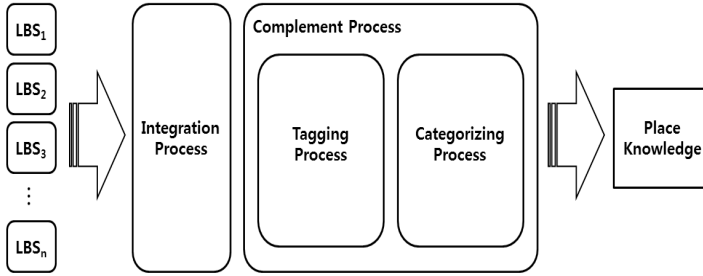 LBS₁
LBS₂
LBS₃
⋮
LBSₙ
Integration
Process
Complement Process
Tagging
Process
Categorizing
Process
Place
Knowledge